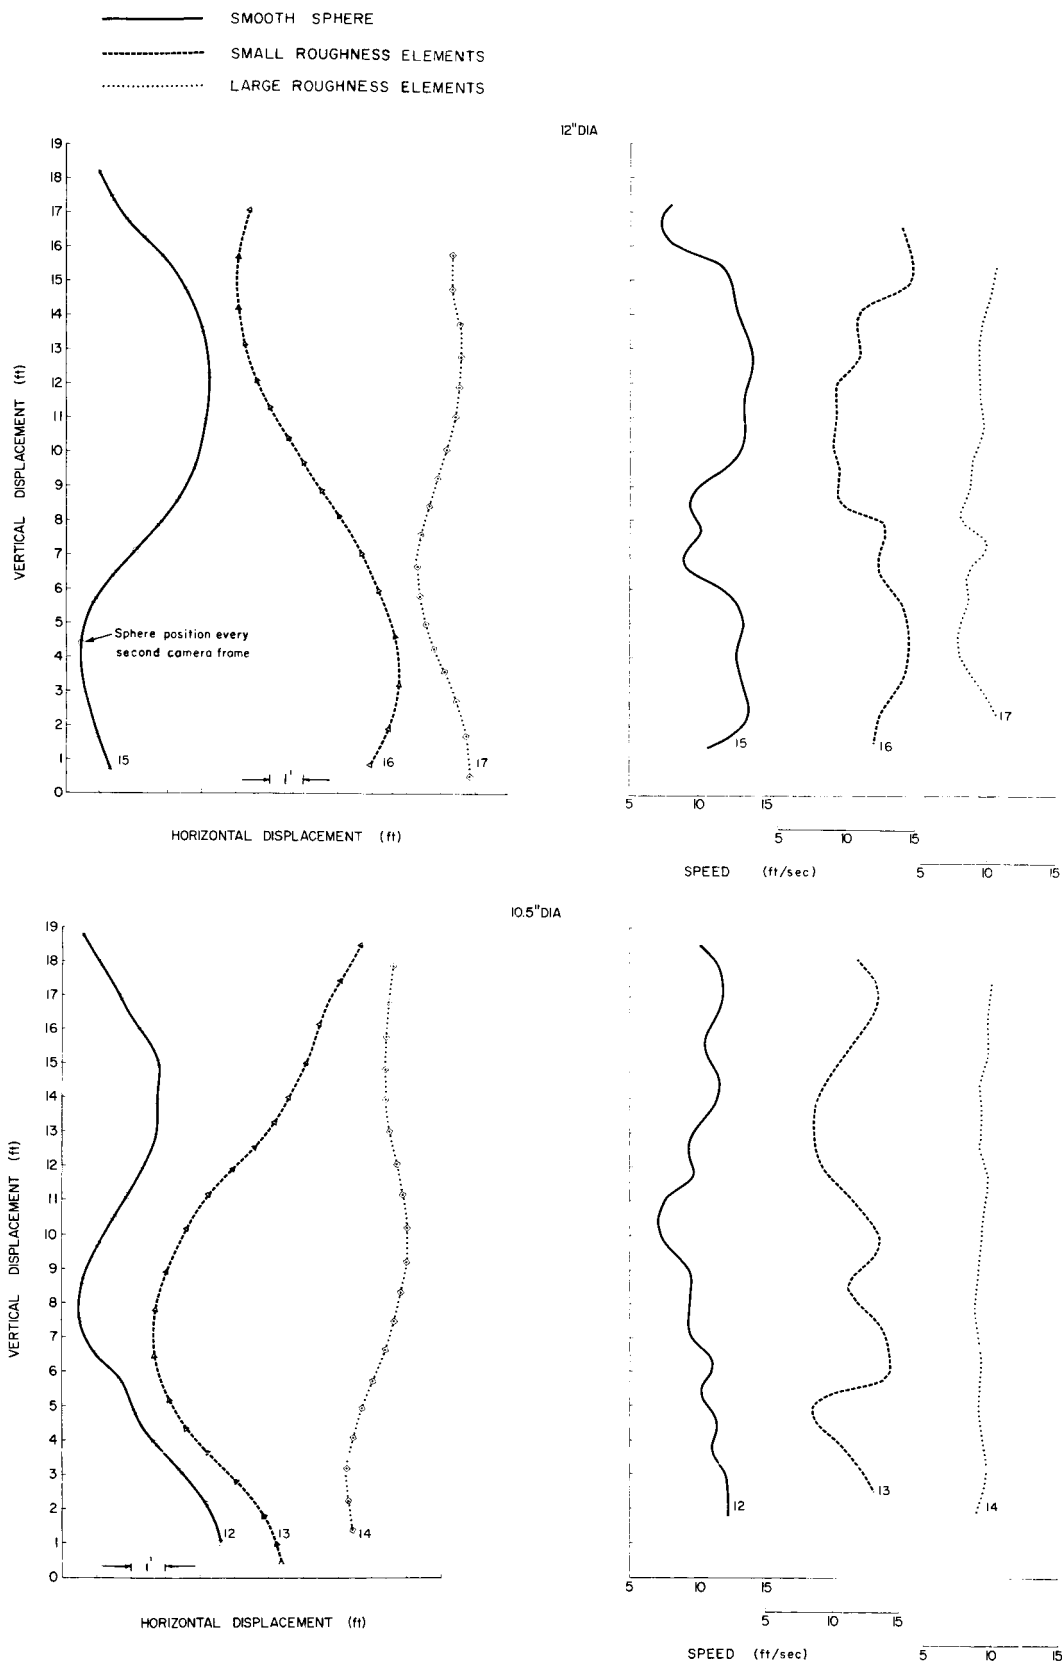 SMOOTH SPHERE
SMALL ROUGHNESS ELEMENTS
LARGE ROUGHNESS ELEMENTS
12" DIA
19
18
17
16
15
14
13
12
11
10
9
8
7
6
5
4
3
2
1
0
VERTICAL DISPLACEMENT (ft)
Sphere position every
second camera frame
15
16
17
1'
HORIZONTAL DISPLACEMENT (ft)
15
16
17
5 10 15
5 10 15
5 10 15
SPEED (ft/sec)
10.5" DIA
19
18
17
16
15
14
13
12
11
10
9
8
7
6
5
4
3
2
1
0
VERTICAL DISPLACEMENT (ft)
12
13
14
1'
HORIZONTAL DISPLACEMENT (ft)
12
13
14
5 10 15
5 10 15
5 10 15
SPEED (ft/sec)